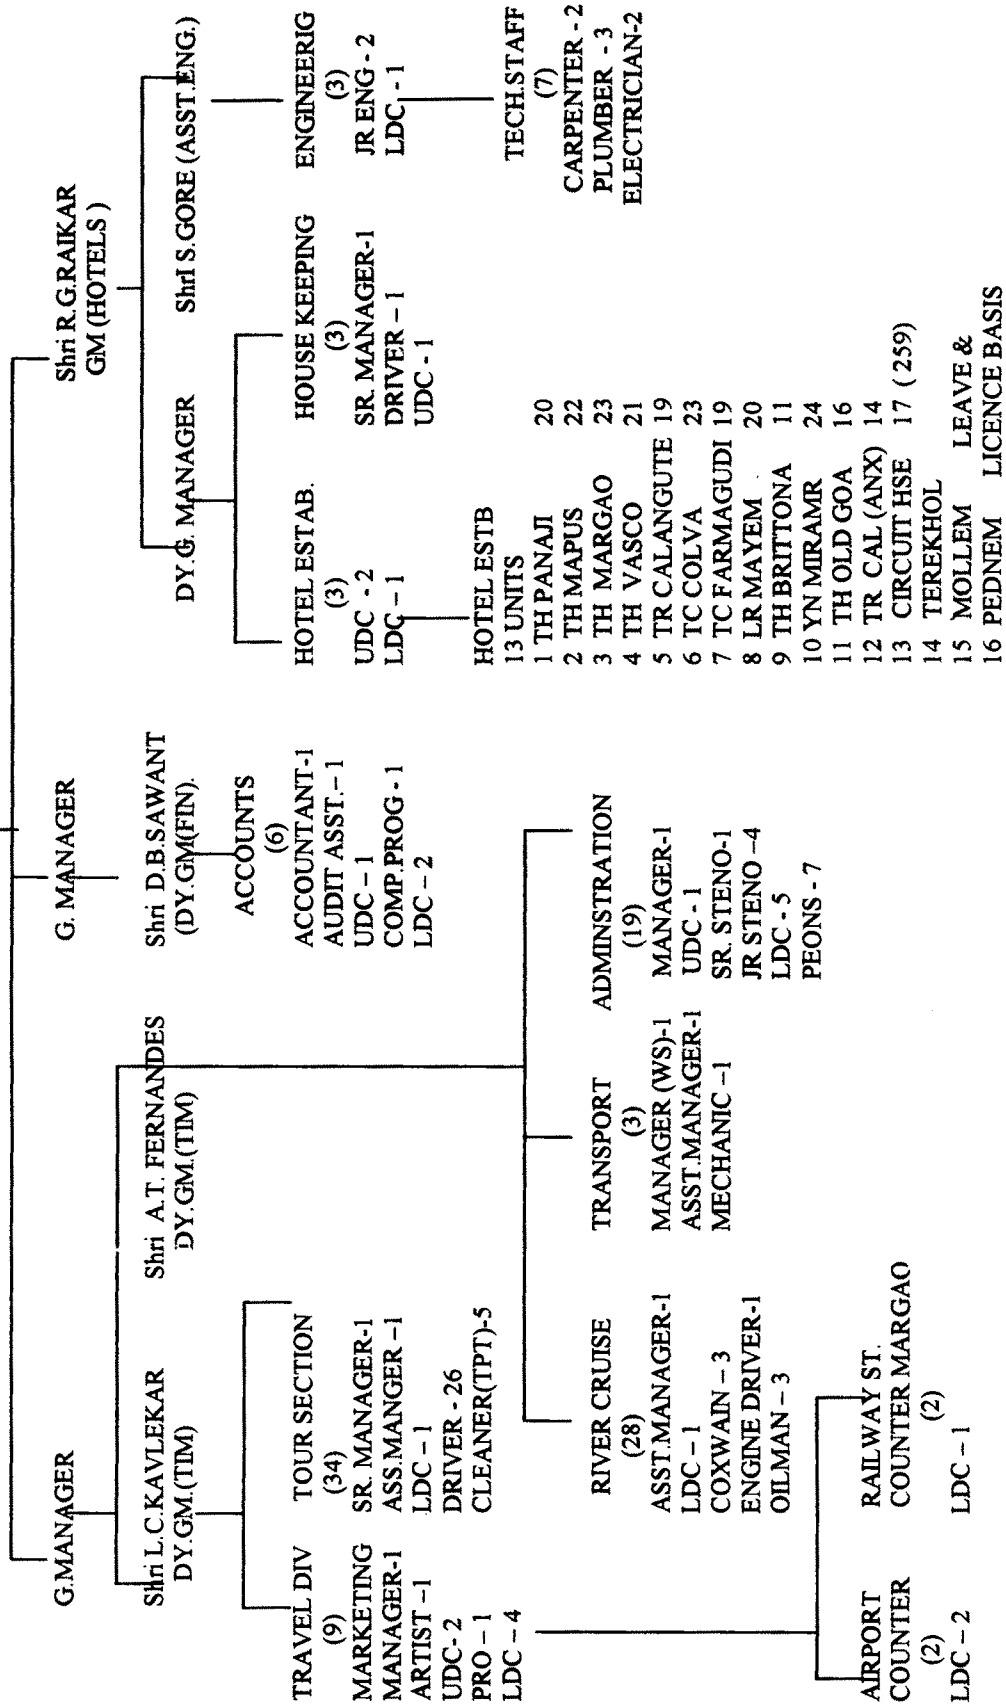 G.MANAGER
Shri L.C.KAVLEKAR
DY.GM.(TIM)
Shri A.T. FERNANDES
DY.GM.(TIM)
TRAVEL DIV
(9)
MARKETING
MANAGER-1
ARTIST –1
UDC- 2
PRO – 1
LDC – 4
TOUR SECTION
(34)
SR. MANAGER-1
ASS.MANGER –1
LDC – 1
DRIVER - 26
CLEANER(TPT)-5
AIRPORT
COUNTER
(2)
LDC – 2
RAILWAY ST.
COUNTER MARGAO
(2)
LDC – 1
RIVER CRUISE
(28)
ASST.MANAGER-1
LDC – 1
COXWAIN – 3
ENGINE DRIVER-1
OILMAN – 3
TRANSPORT
(3)
MANAGER (WS)-1
ASST.MANAGER-1
MECHANIC –1
ADMINSTRATION
(19)
MANAGER-1
UDC - 1
SR. STENO-1
JR STENO –4
LDC - 5
PEONS - 7
G. MANAGER
Shri D.B.SAWANT
(DY.GM(FIN).
ACCOUNTS
(6)
ACCOUNTANT-1
AUDIT ASST.– 1
UDC – 1
COMP.PROG - 1
LDC – 2
Shri R.G.RAIKAR
GM (HOTELS )
DY.G. MANAGER
ShrI S.GORE (ASST.ENG.)
HOTEL ESTAB.
(3)
UDC - 2
LDC – 1
HOUSE KEEPING
(3)
SR. MANAGER-1
DRIVER – 1
UDC - 1
ENGINEERIG
(3)
JR ENG - 2
LDC - 1
TECH.STAFF
(7)
CARPENTER - 2
PLUMBER - 3
ELECTRICIAN-2
HOTEL ESTB
13 UNITS
1 TH PANAJI 20
2 TH MAPUS 22
3 TH MARGAO 23
4 TH VASCO 21
5 TR CALANGUTE 19
6 TC COLVA 23
7 TC FARMAGUDI 19
8 LR MAYEM 20
9 TH BRITTONA 11
10 YN MIRAMR 24
11 TH OLD GOA 16
12 TR CAL (ANX) 14
13 CIRCUIT HSE 17 ( 259)
14 TEREKHOL
15 MOLLEM LEAVE &
16 PEDNEM LICENCE BASIS